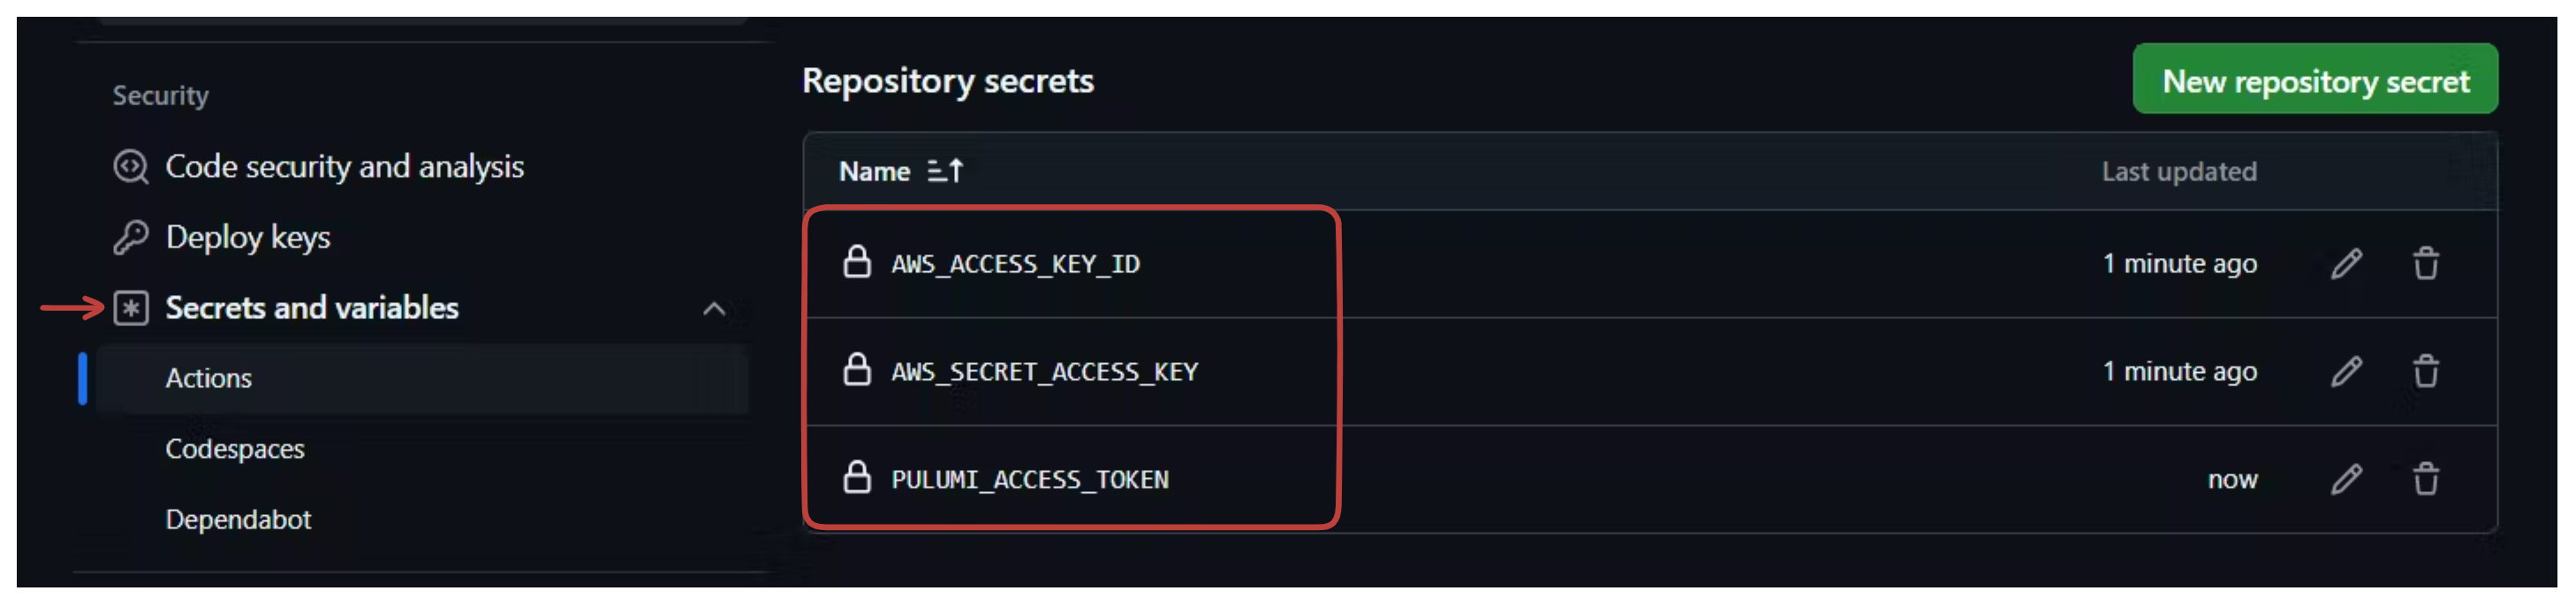 Security
Code security and analysis
Deploy keys
Secrets and variables
Actions
Codespaces
Dependabot
Repository secrets
New repository secret
Name Last updated
AWS_ACCESS_KEY_ID 1 minute ago
AWS_SECRET_ACCESS_KEY 1 minute ago
PULUMI_ACCESS_TOKEN now